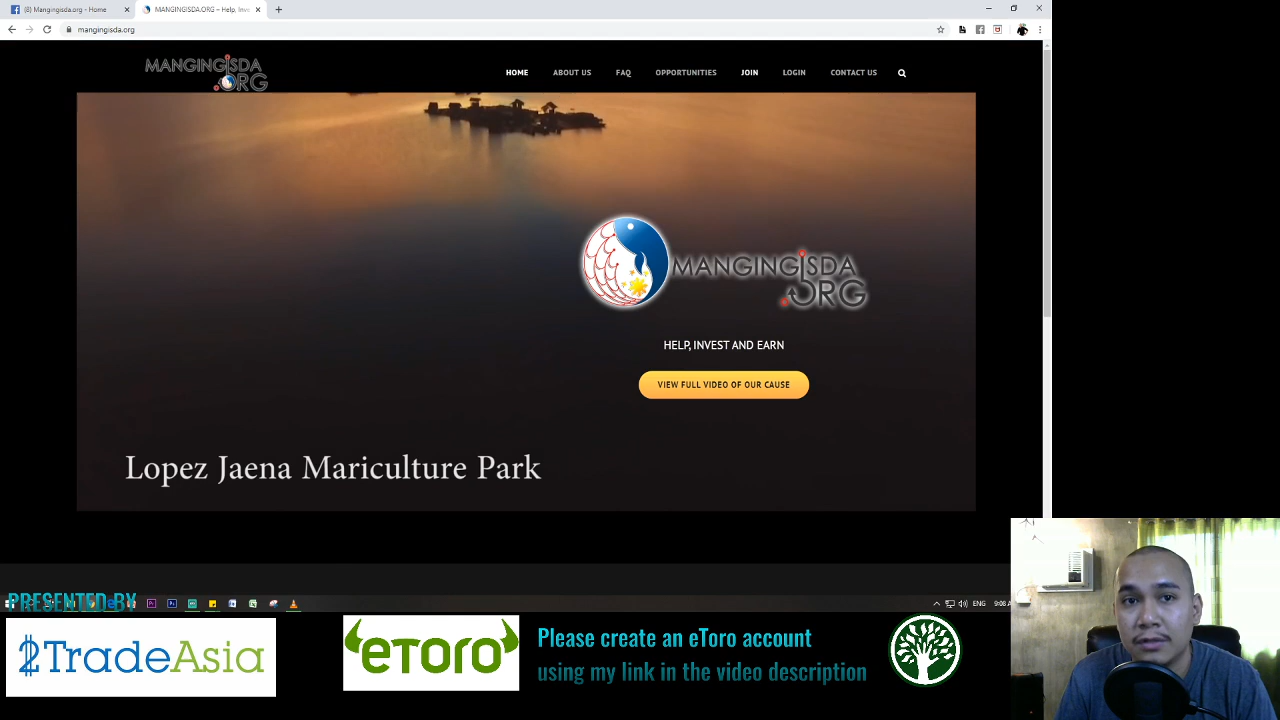 (8) Mangingisda.org - Home
MANGINGISDA.ORG – Help, Inve
mangingisda.org
MANGINGISDA
.ORG
HOME ABOUT US FAQ OPPORTUNITIES JOIN LOGIN CONTACT US
MANGINGISDA
.ORG
HELP, INVEST AND EARN
VIEW FULL VIDEO OF OUR CAUSE
Lopez Jaena Mariculture Park
PRESENTED BY
ENG 9:08 A
2TradeAsia
eToro
Please create an eToro account
using my link in the video description